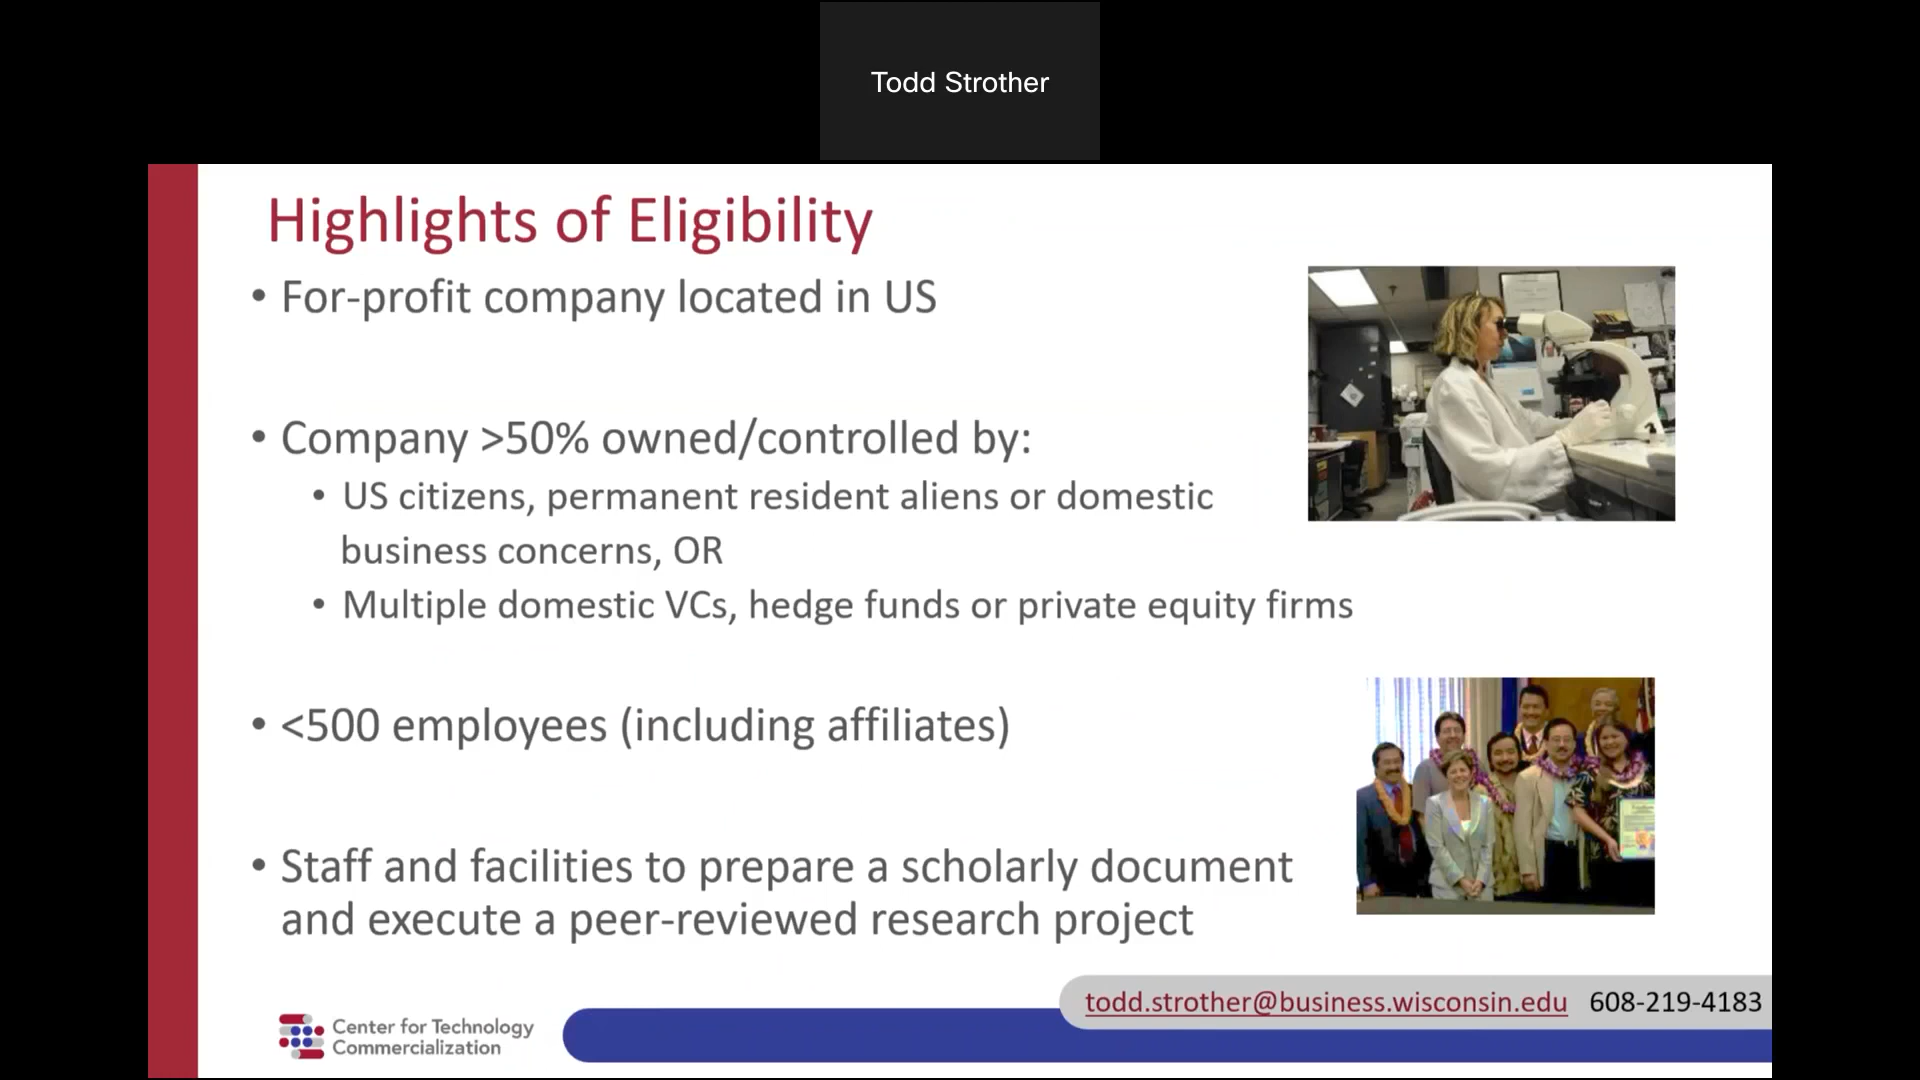 Todd Strother
Highlights of Eligibility
• For-profit company located in US
• Company >50% owned/controlled by:
• US citizens, permanent resident aliens or domestic
business concerns, OR
• Multiple domestic VCs, hedge funds or private equity firms
• <500 employees (including affiliates)
• Staff and facilities to prepare a scholarly document
and execute a peer-reviewed research project
todd.strother@business.wisconsin.edu 608-219-4183
Center for Technology
Commercialization